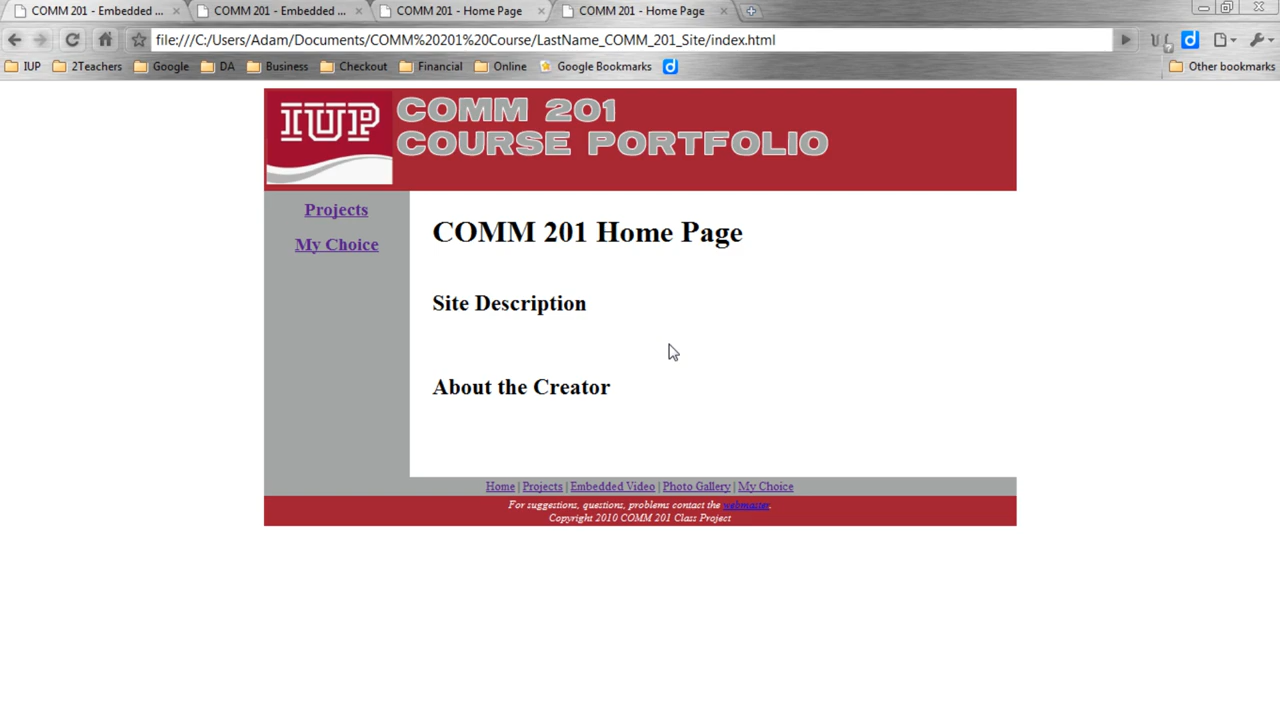 COMM 201 - Embedded ... COMM 201 - Embedded ... COMM 201 - Home Page COMM 201 - Home Page
file:///C:/Users/Adam/Documents/COMM%20201%20Course/LastName_COMM_201_Site/index.html
IUP 2Teachers Google DA Business Checkout Financial Online Google Bookmarks d Other bookmarks
IUP
COMM 201
COURSE PORTFOLIO
Projects
My Choice
COMM 201 Home Page
Site Description
About the Creator
Home | Projects | Embedded Video | Photo Gallery | My Choice
For suggestions, questions, problems contact the webmaster.
Copyright 2010 COMM 201 Class Project